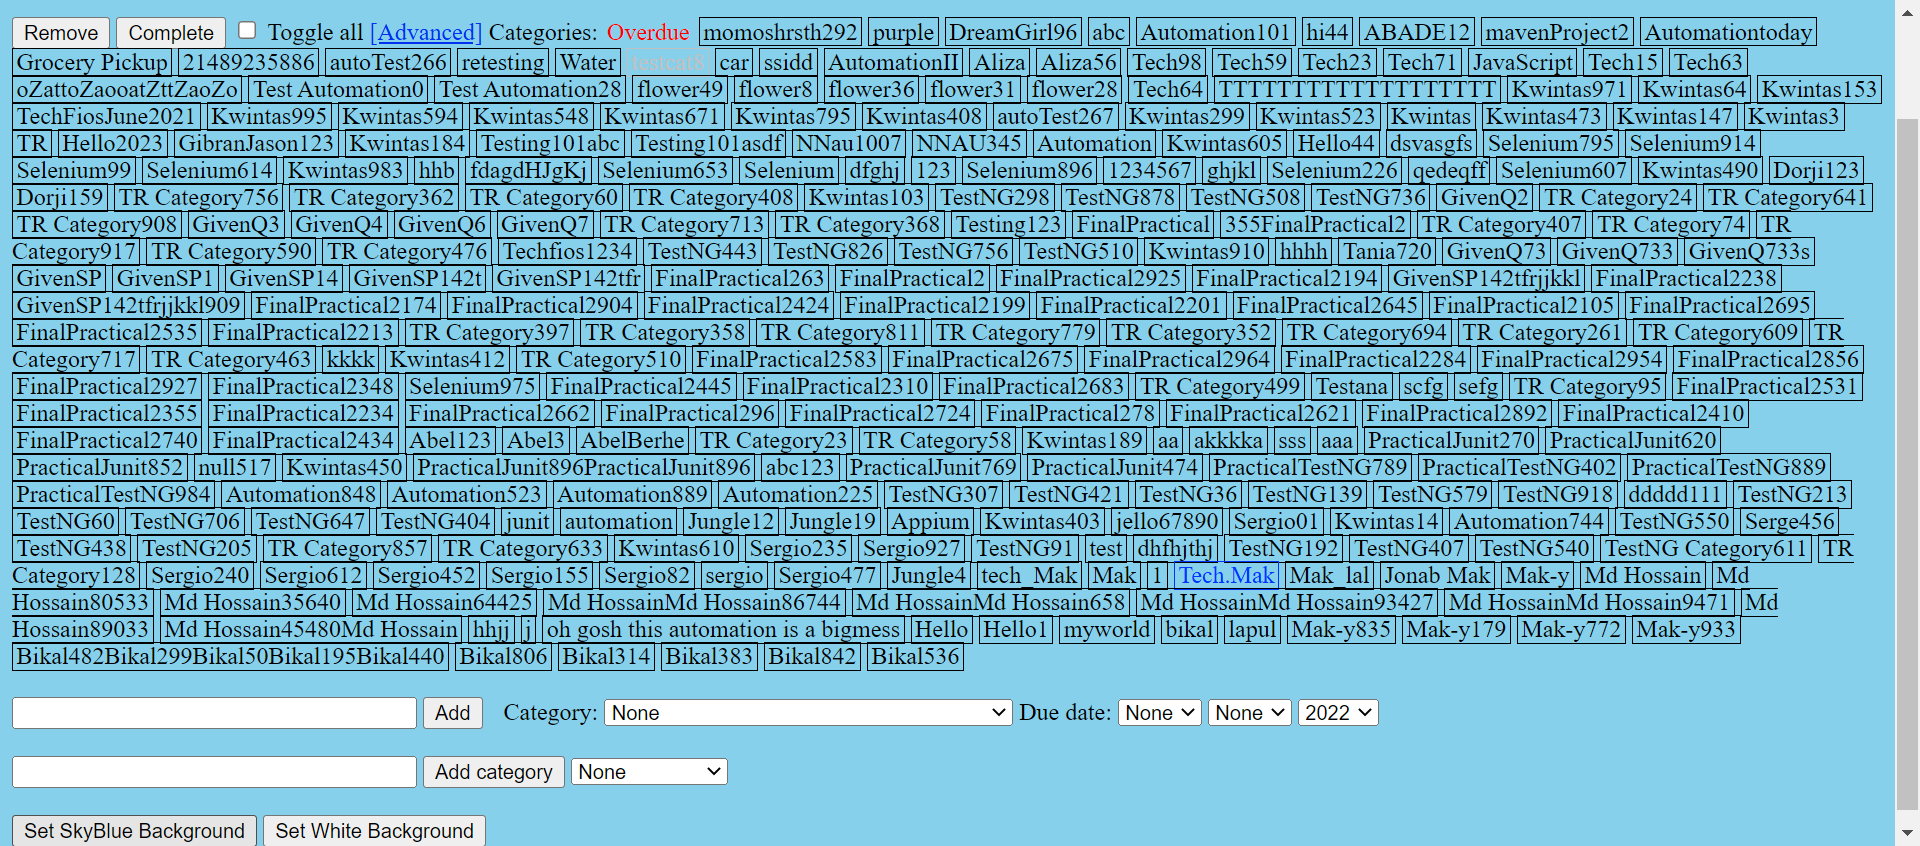 Remove Complete Toggle all [Advanced] Categories: Overdue momoshrsth292 purple DreamGirl96 abc Automation101 hi44 ABADE12 mavenProject2 Automationtoday
Grocery Pickup 21489235886 autoTest266 retesting Water car ssidd AutomationII Aliza Aliza56 Tech98 Tech59 Tech23 Tech71 JavaScript Tech15 Tech63
oZattoZaooatZttZaoZo Test Automation0 Test Automation28 flower49 flower8 flower36 flower31 flower28 Tech64 TTTTTTTTTTTTTTTTTTT Kwintas971 Kwintas64 Kwintas153
TechFiosJune2021 Kwintas995 Kwintas594 Kwintas548 Kwintas671 Kwintas795 Kwintas408 autoTest267 Kwintas299 Kwintas523 Kwintas Kwintas473 Kwintas147 Kwintas3
TR Hello2023 GibranJason123 Kwintas184 Testing101abc Testing101asdf NNau1007 NNAU345 Automation Kwintas605 Hello44 dsvasgfs Selenium795 Selenium914
Selenium99 Selenium614 Kwintas983 hhb fdagdHJgKj Selenium653 Selenium dfghj 123 Selenium896 1234567 ghjkl Selenium226 qedeqff Selenium607 Kwintas490 Dorji123
Dorji159 TR Category756 TR Category362 TR Category60 TR Category408 Kwintas103 TestNG298 TestNG878 TestNG508 TestNG736 GivenQ2 TR Category24 TR Category641
TR Category908 GivenQ3 GivenQ4 GivenQ6 GivenQ7 TR Category713 TR Category368 Testing123 FinalPractical 355FinalPractical2 TR Category407 TR Category74 TR
Category917 TR Category590 TR Category476 Techfios1234 TestNG443 TestNG826 TestNG756 TestNG510 Kwintas910 hhhh Tania720 GivenQ73 GivenQ733 GivenQ733s
GivenSP GivenSP1 GivenSP14 GivenSP142t GivenSP142tfr FinalPractical263 FinalPractical2 FinalPractical2925 FinalPractical2194 GivenSP142tfrjjkkl FinalPractical2238
GivenSP142tfrjjkkl909 FinalPractical2174 FinalPractical2904 FinalPractical2424 FinalPractical2199 FinalPractical2201 FinalPractical2645 FinalPractical2105 FinalPractical2695
FinalPractical2535 FinalPractical2213 TR Category397 TR Category358 TR Category811 TR Category779 TR Category352 TR Category694 TR Category261 TR Category609 TR
Category717 TR Category463 kkkk Kwintas412 TR Category510 FinalPractical2583 FinalPractical2675 FinalPractical2964 FinalPractical2284 FinalPractical2954 FinalPractical2856
FinalPractical2927 FinalPractical2348 Selenium975 FinalPractical2445 FinalPractical2310 FinalPractical2683 TR Category499 Testana scfg sefg TR Category95 FinalPractical2531
FinalPractical2355 FinalPractical2234 FinalPractical2662 FinalPractical296 FinalPractical2724 FinalPractical278 FinalPractical2621 FinalPractical2892 FinalPractical2410
FinalPractical2740 FinalPractical2434 Abel123 Abel3 AbelBerhe TR Category23 TR Category58 Kwintas189 aa akkkka sss aaa PracticalJunit270 PracticalJunit620
PracticalJunit852 null517 Kwintas450 PracticalJunit896PracticalJunit896 abc123 PracticalJunit769 PracticalJunit474 PracticalTestNG789 PracticalTestNG402 PracticalTestNG889
PracticalTestNG984 Automation848 Automation523 Automation889 Automation225 TestNG307 TestNG421 TestNG36 TestNG139 TestNG579 TestNG918 ddddd111 TestNG213
TestNG60 TestNG706 TestNG647 TestNG404 junit automation Jungle12 Jungle19 Appium Kwintas403 jello67890 Sergio01 Kwintas14 Automation744 TestNG550 Serge456
TestNG438 TestNG205 TR Category857 TR Category633 Kwintas610 Sergio235 Sergio927 TestNG91 test dhfhjthj TestNG192 TestNG407 TestNG540 TestNG Category611 TR
Category128 Sergio240 Sergio612 Sergio452 Sergio155 Sergio82 sergio Sergio477 Jungle4 tech_Mak Mak 1 Tech.Mak Mak_lal Jonab Mak Mak-y Md Hossain Md
Hossain80533 Md Hossain35640 Md Hossain64425 Md HossainMd Hossain86744 Md HossainMd Hossain658 Md HossainMd Hossain93427 Md HossainMd Hossain9471 Md
Hossain89033 Md Hossain45480Md Hossain hhjj j oh gosh this automation is a bigmess Hello Hello1 myworld bikal lapul Mak-y835 Mak-y179 Mak-y772 Mak-y933
Bikal482Bikal299Bikal50Bikal195Bikal440 Bikal806 Bikal314 Bikal383 Bikal842 Bikal536
Add Category: None Due date: None None 2022
Add category None
Set SkyBlue Background Set White Background